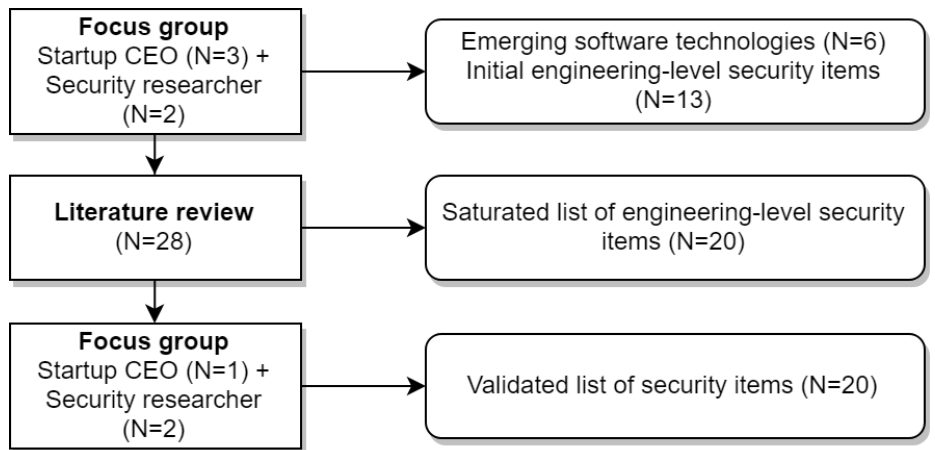 Focus group
Startup CEO (N=3) +
Security researcher
(N=2)
Emerging software technologies (N=6)
Initial engineering-level security items
(N=13)
Literature review
(N=28)
Saturated list of engineering-level security
items (N=20)
Focus group
Startup CEO (N=1) +
Security researcher
(N=2)
Validated list of security items (N=20)